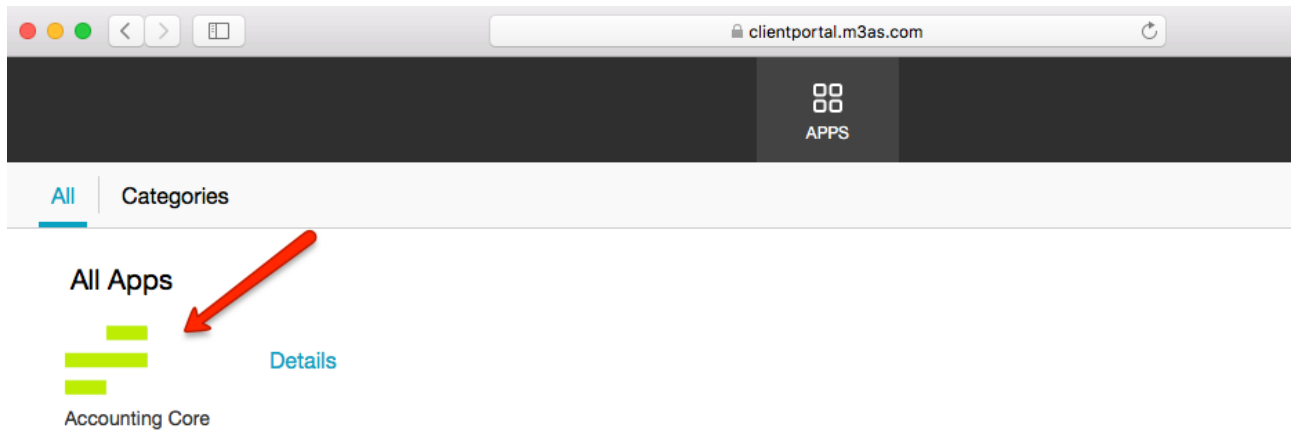 clientportal.m3as.com
APPS
All Categories
All Apps
Details
Accounting Core